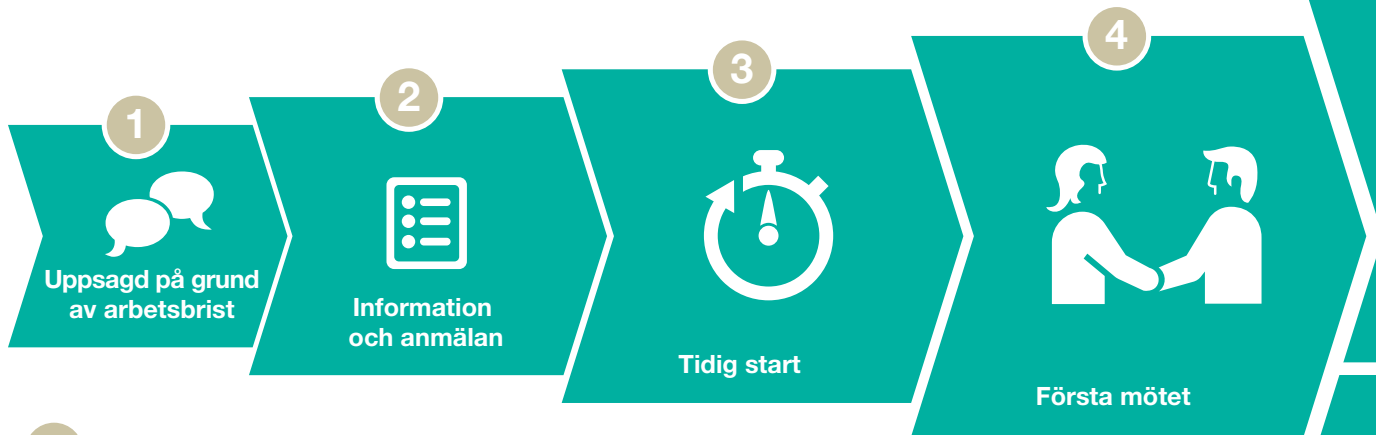 1
Uppsagd på grund
av arbetsbrist
2
Information
och anmälan
3
Tidig start
4
Första mötet